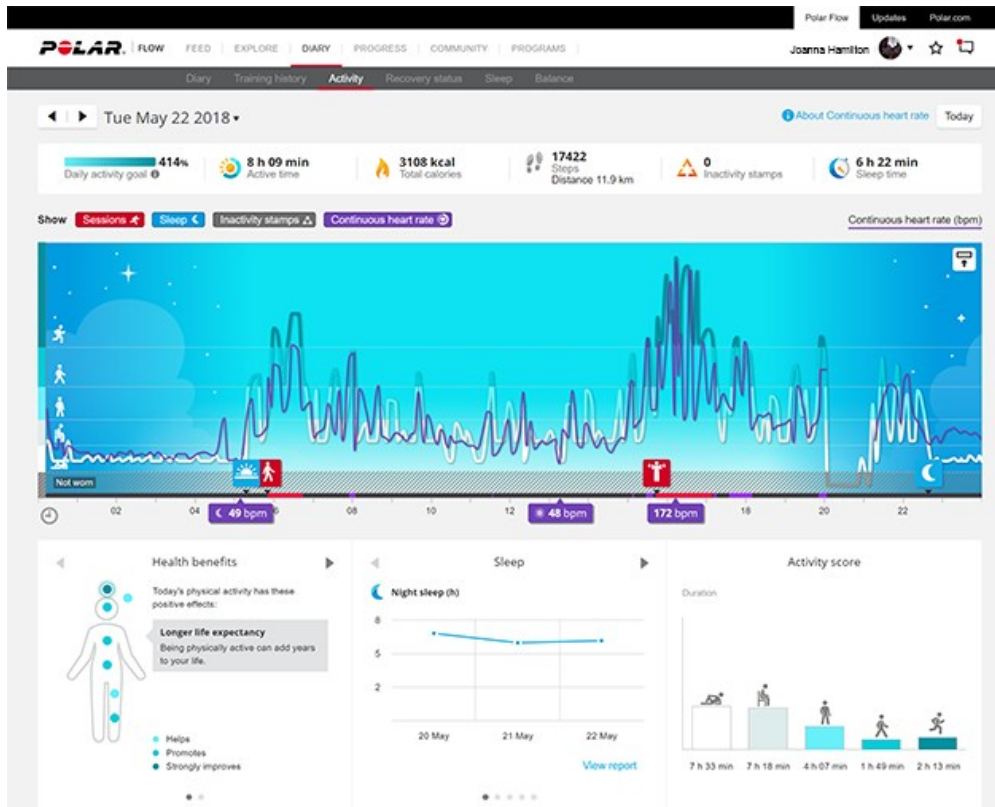 Polar Flow Updates Polar.com
POLAR. FLOW FEED EXPLORE DIARY PROGRESS COMMUNITY PROGRAMS Joanna Hamilton
Diary Training history Activity Recovery status Sleep Balance
Tue May 22 2018 About Continuous heart rate Today
414% 8 h 09 min 3108 kcal 17422 0 6 h 22 min
Daily activity goal Active time Total calories Steps Inactivity stamps Sleep time
Distance 11.9 km
Show Sessions Sleep Inactivity stamps Continuous heart rate Continuous heart rate (bpm)
Not worn
02 04 6 08 10 12 18 20 22
49 bpm 48 bpm 172 bpm
Health benefits
Today's physical activity has these
positive effects:
Longer life expectancy
Being physically active can add years
to your life.
Helps
Promotes
Strongly improves
Sleep
Night sleep (h)
8
5
2
20 May 21 May 22 May
View report
Activity score
Duration
7 h 33 min 7 h 18 min 4 h 07 min 1 h 49 min 2 h 13 min